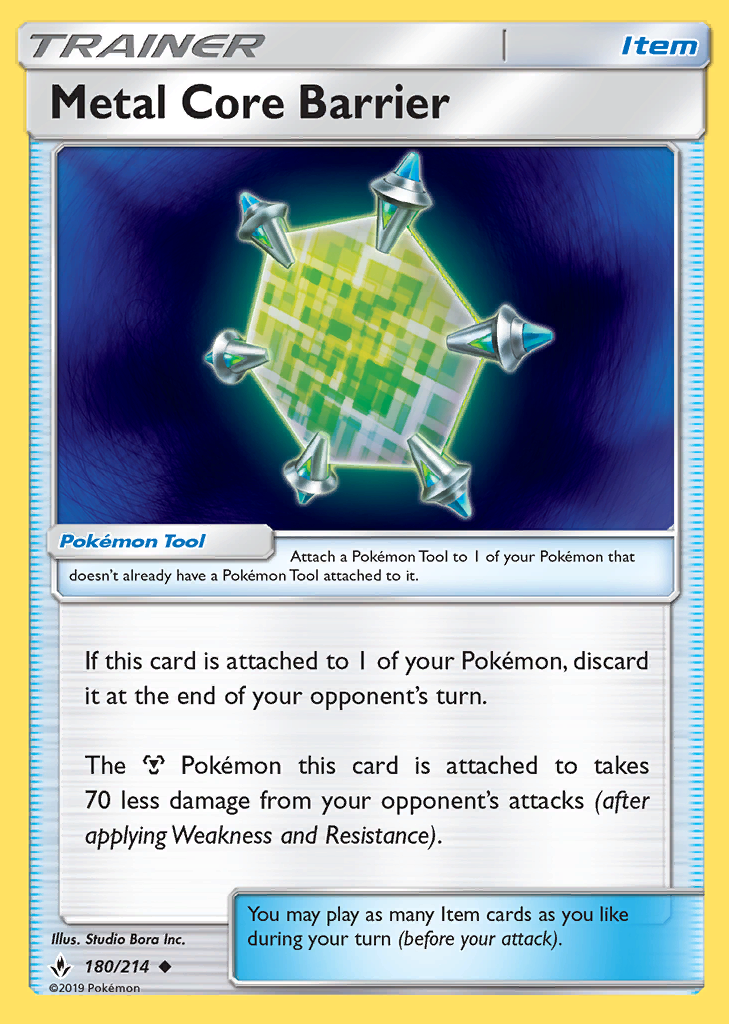 TRAINER
Item
Metal Core Barrier
Pokémon Tool
Attach a Pokémon Tool to 1 of your Pokémon that
doesn't already have a Pokémon Tool attached to it.
If this card is attached to 1 of your Pokémon, discard
it at the end of your opponent's turn.
The Pokémon this card is attached to takes
70 less damage from your opponent's attacks (after
applying Weakness and Resistance).
You may play as many Item cards as you like
during your turn (before your attack).
Illus. Studio Bora Inc.
180/214
©2019 Pokémon